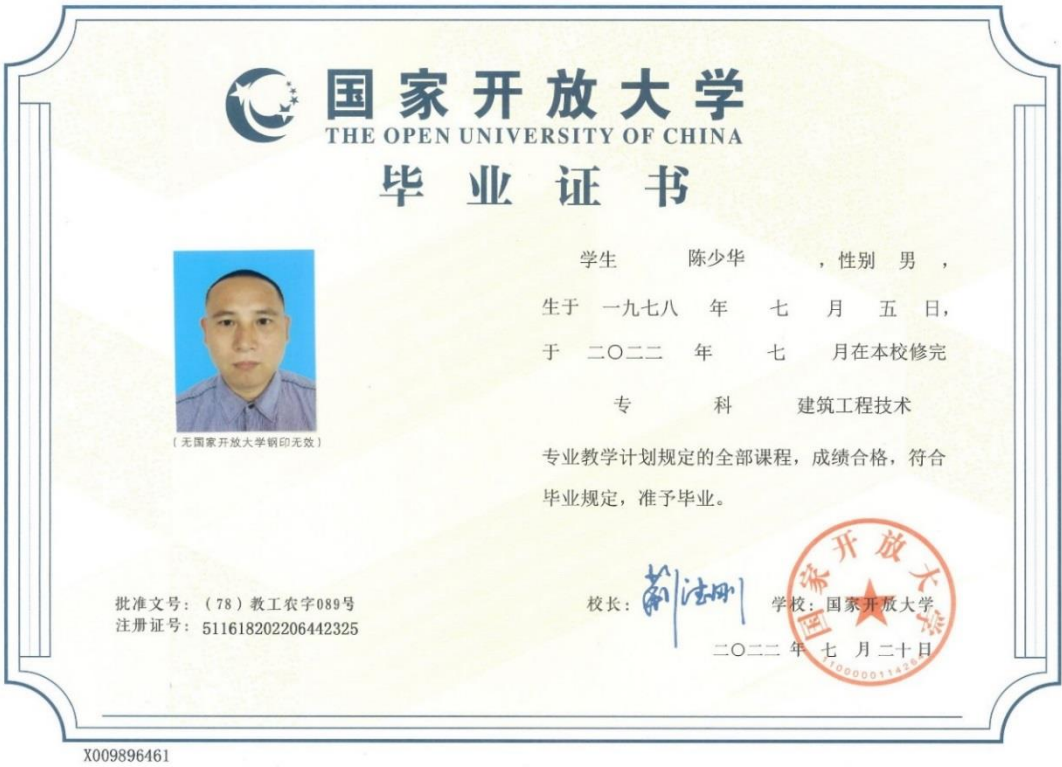 国家开放大学
THE OPEN UNIVERSITY OF CHINA
毕业证书
学生 陈少华 ，性别 男 ，
生于 一九七八 年 七 月 五 日，
于 二〇二二 年 七 月在本校修完
专 科 建筑工程技术
专业教学计划规定的全部课程，成绩合格，符合
毕业规定，准予毕业。
（无国家开放大学钢印无效）
批准文号：（78）教工农字089号
注册证号：511618202206442325
校长：荆德刚 学校：国家开放大学
二〇二二 年 七 月 二十 日
国家开放大学
X009896461